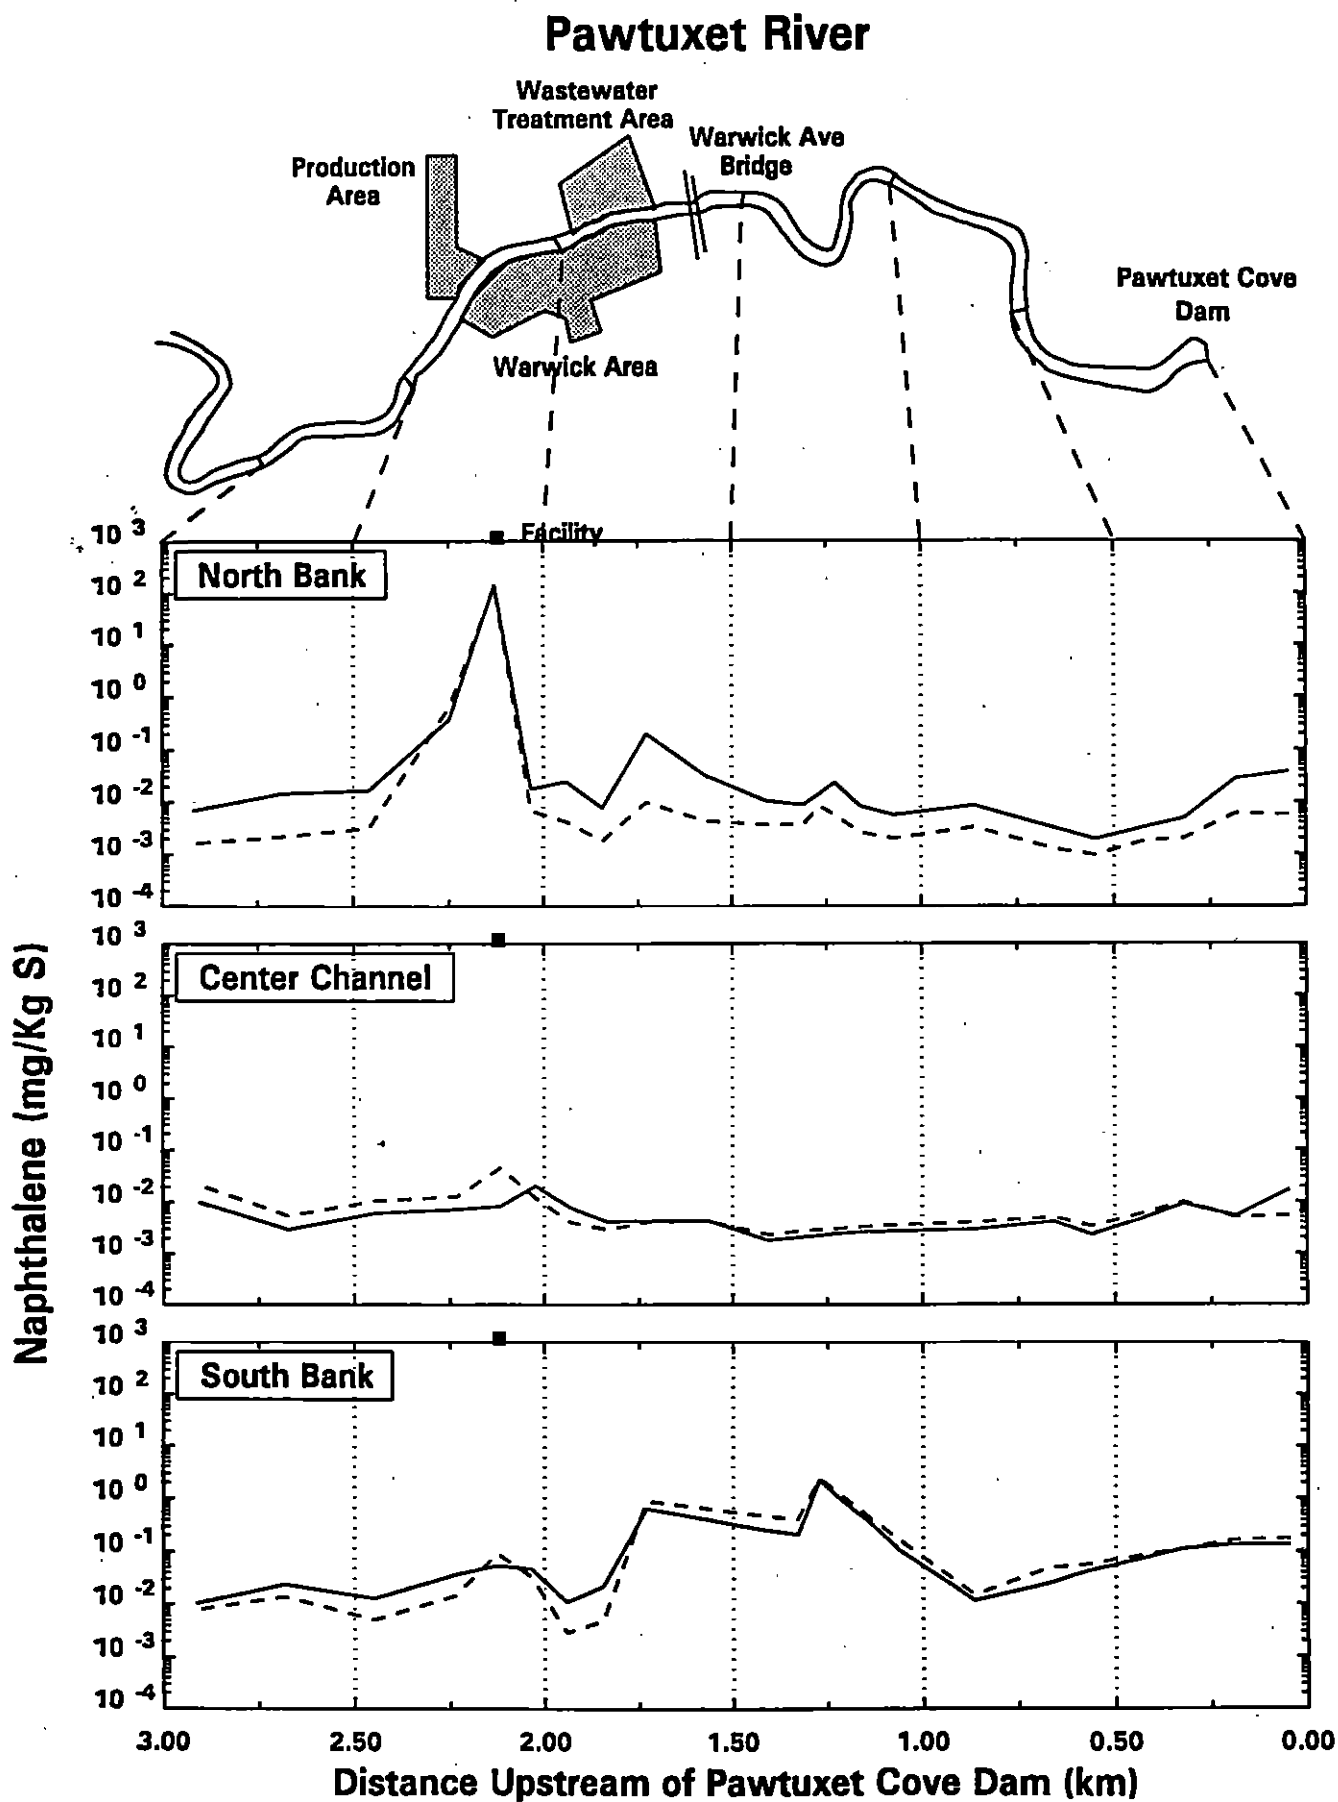 Pawtuxet River
Wastewater
Treatment Area
Warwick Ave
Bridge
Production
Area
Pawtuxet Cove
Dam
Warwick Area
Facility
North Bank
10 3
10 2
10 1
10 0
10 -1
10 -2
10 -3
10 -4
Center Channel
10 3
10 2
10 1
10 0
10 -1
10 -2
10 -3
10 -4
South Bank
10 3
10 2
10 1
10 0
10 -1
10 -2
10 -3
10 -4
Naphthalene (mg/Kg S)
3.00 2.50 2.00 1.50 1.00 0.50 0.00
Distance Upstream of Pawtuxet Cove Dam (km)